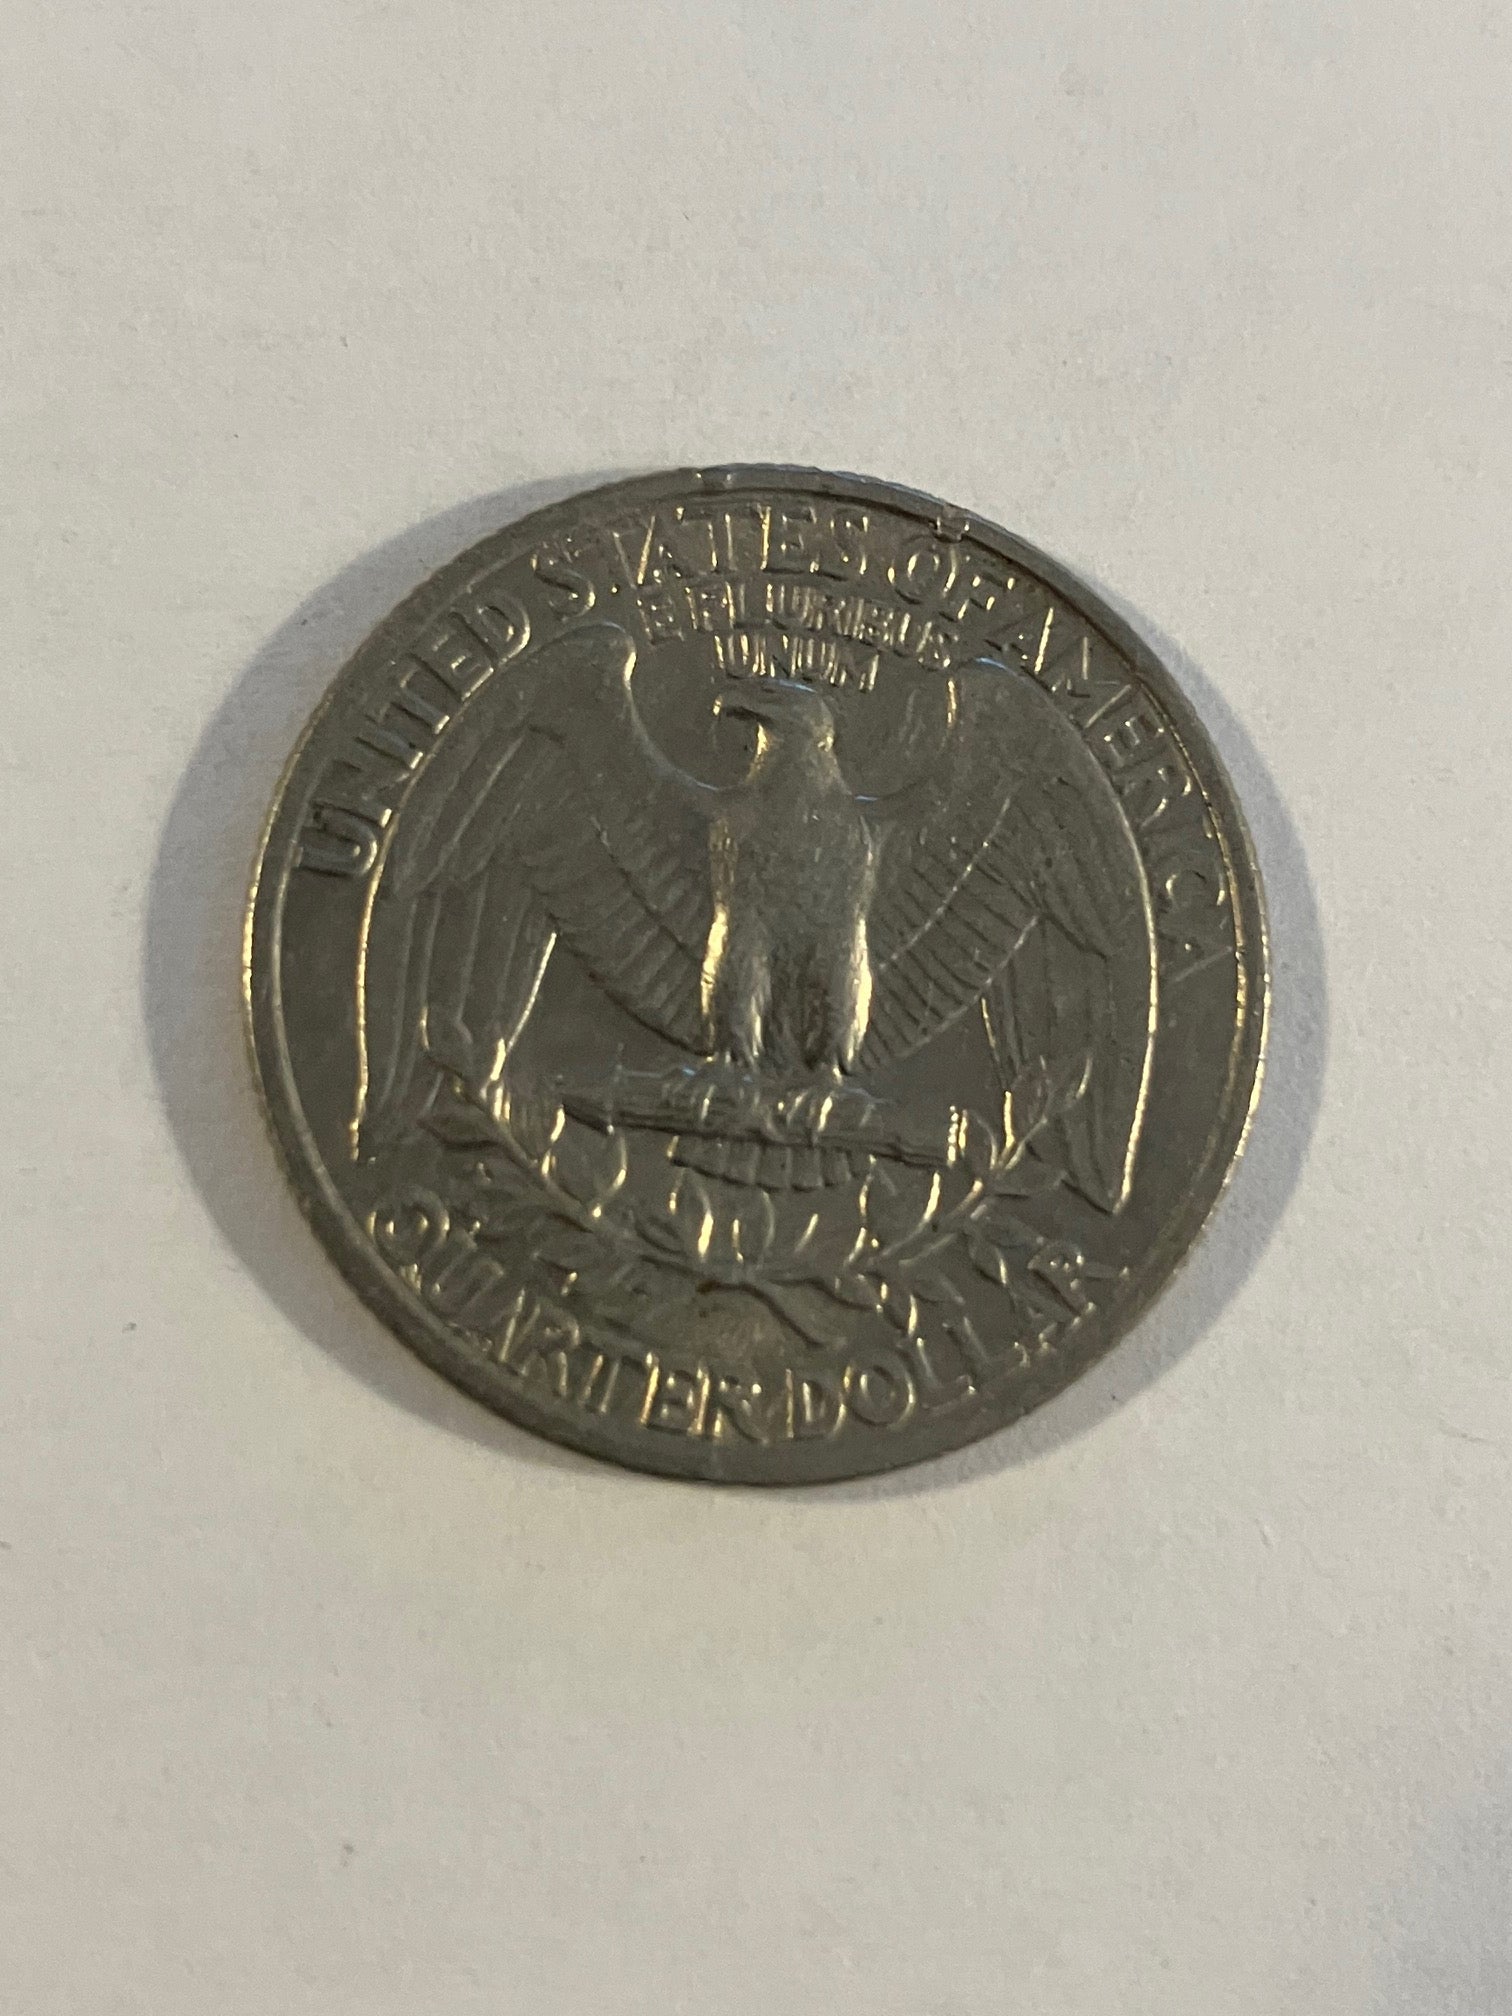 UNITED STATES OF AMERICA
E PLURIBUS
UNUM
QUARTER DOLLAR